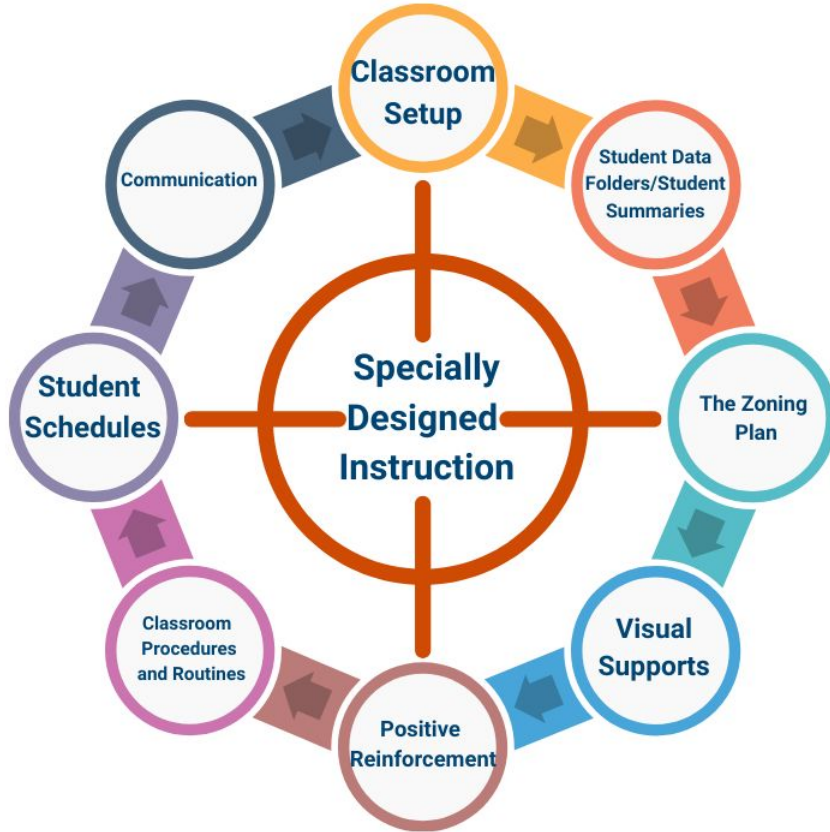 Classroom
Setup
Student Data
Folders/Student
Summaries
The Zoning
Plan
Visual
Supports
Positive
Reinforcement
Classroom
Procedures
and Routines
Student
Schedules
Communication
Specially
Designed
Instruction